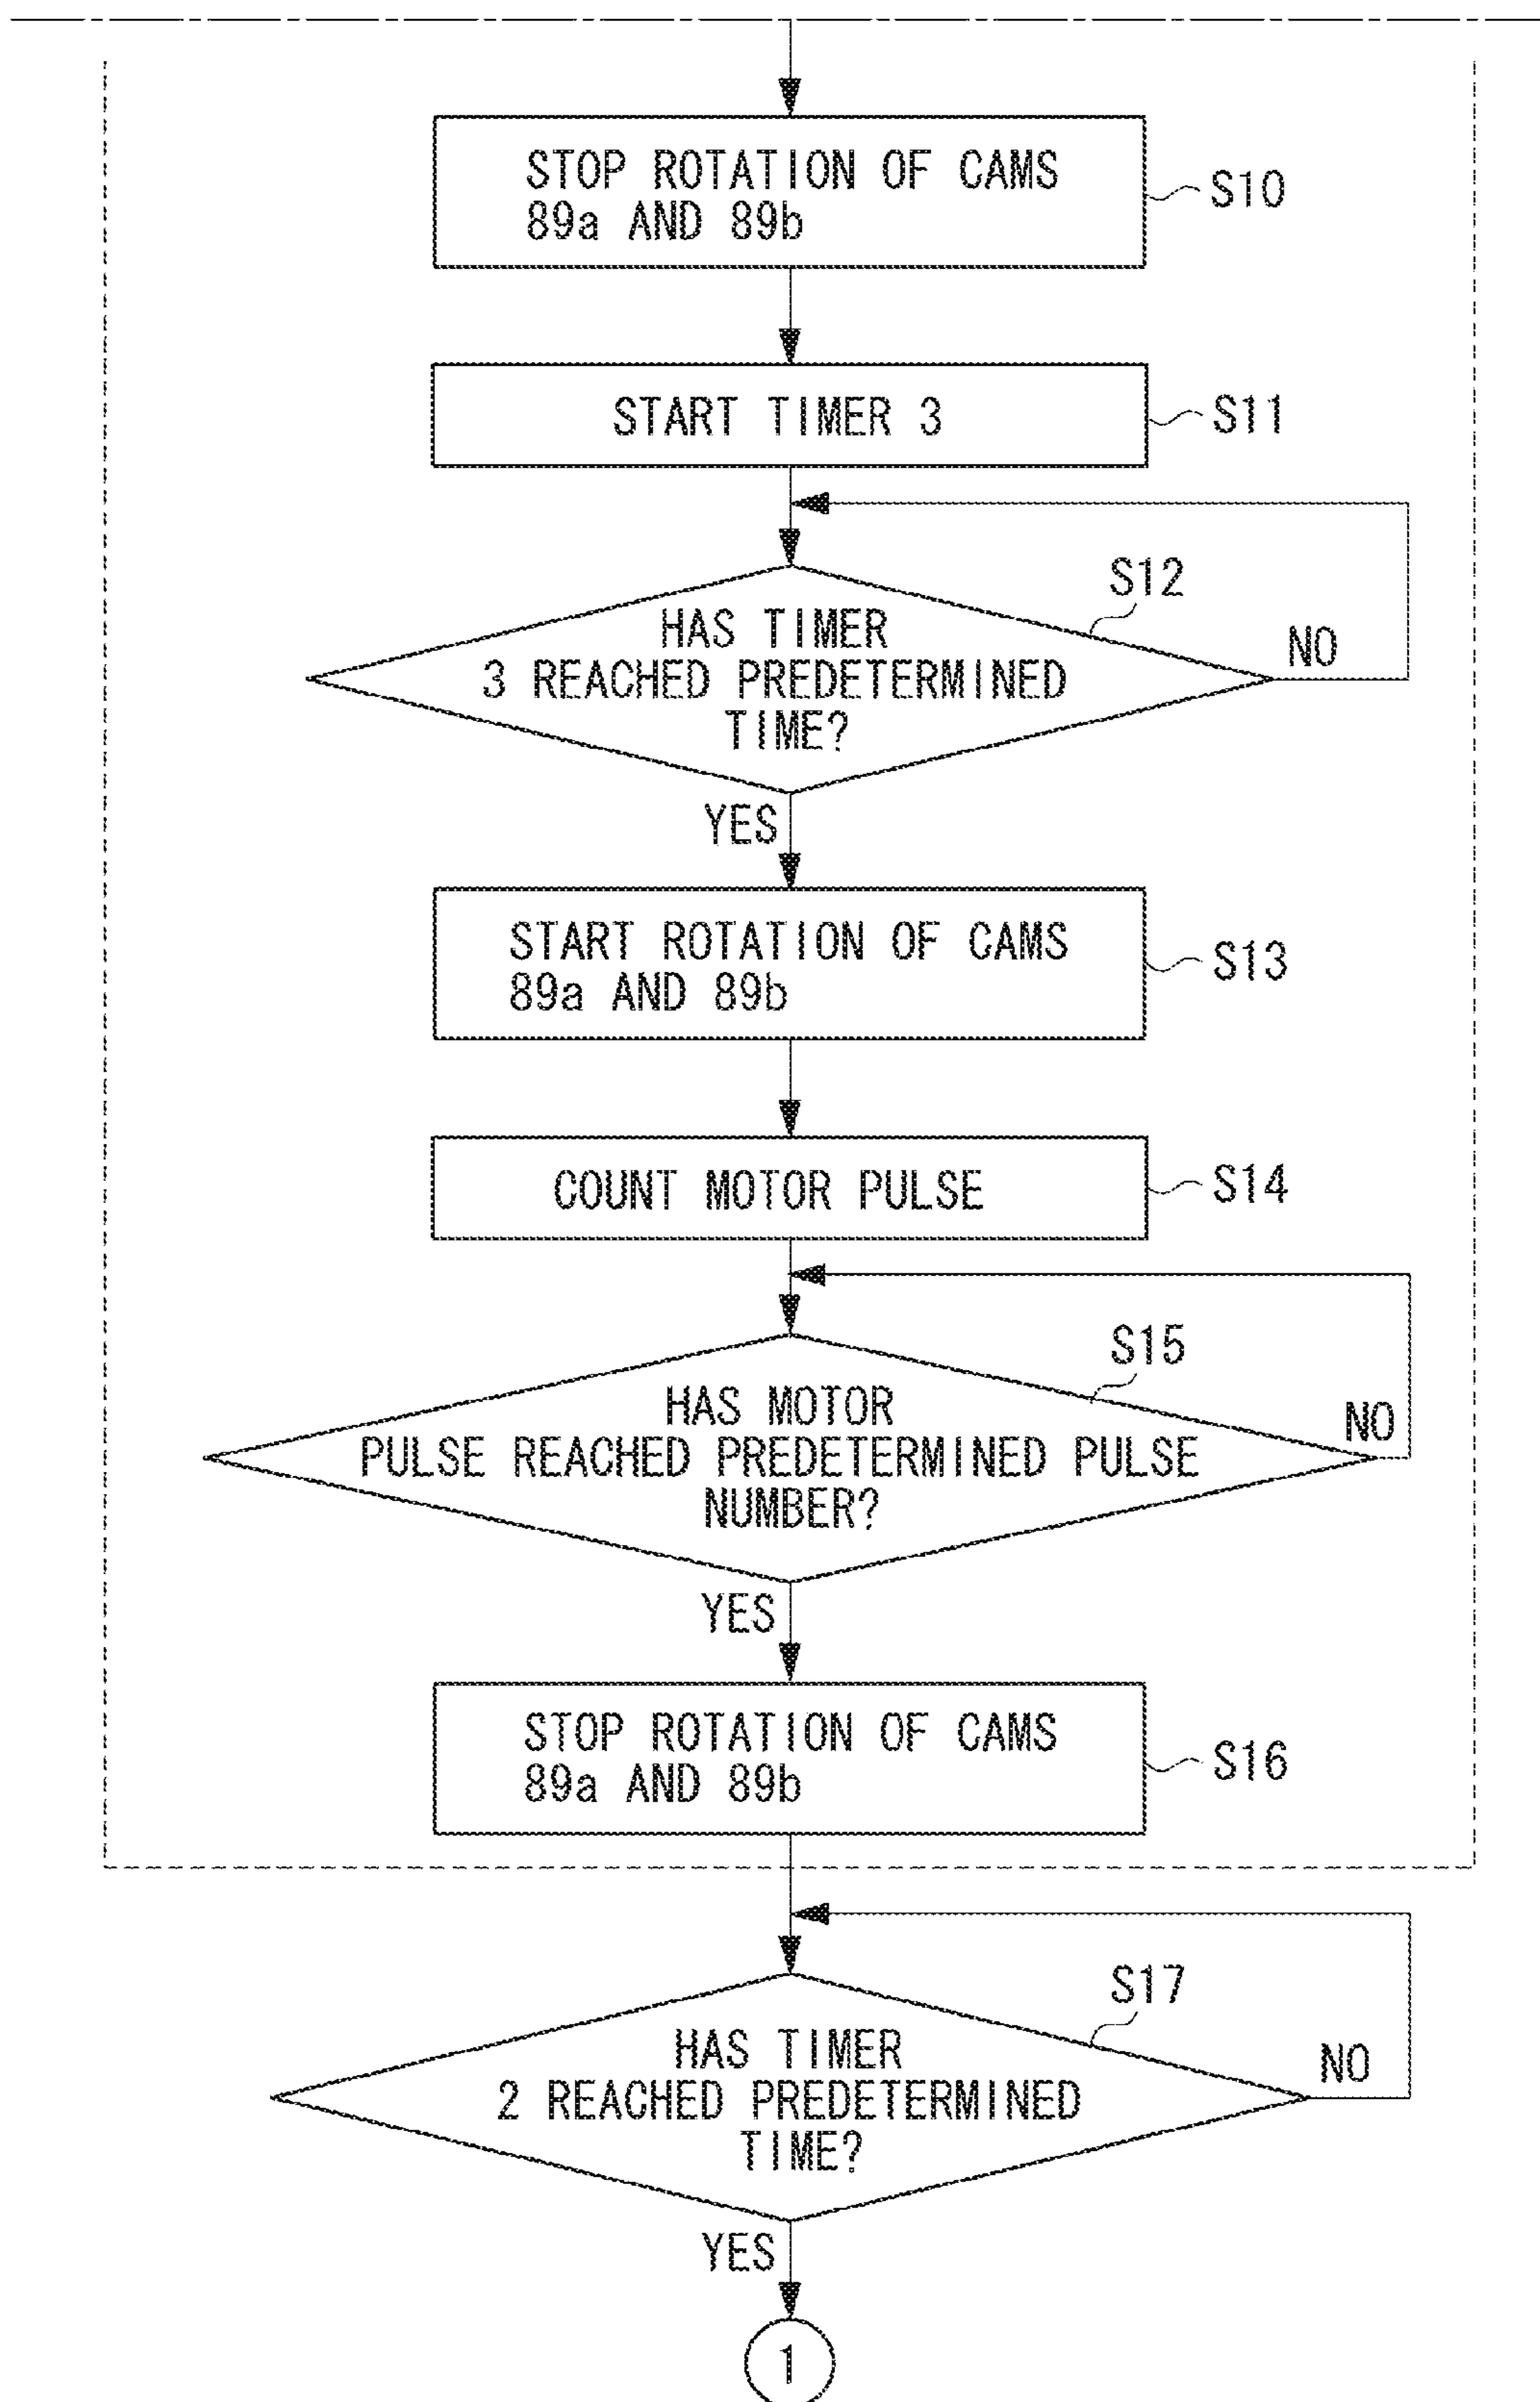 STOP ROTATION OF CAMS
89a AND 89b
S10
START TIMER 3
S11
S12
HAS TIMER
3 REACHED PREDETERMINED
TIME?
NO
YES
START ROTATION OF CAMS
89a AND 89b
S13
COUNT MOTOR PULSE
S14
S15
HAS MOTOR
PULSE REACHED PREDETERMINED PULSE
NUMBER?
NO
YES
STOP ROTATION OF CAMS
89a AND 89b
S16
S17
HAS TIMER
2 REACHED PREDETERMINED
TIME?
NO
YES
1